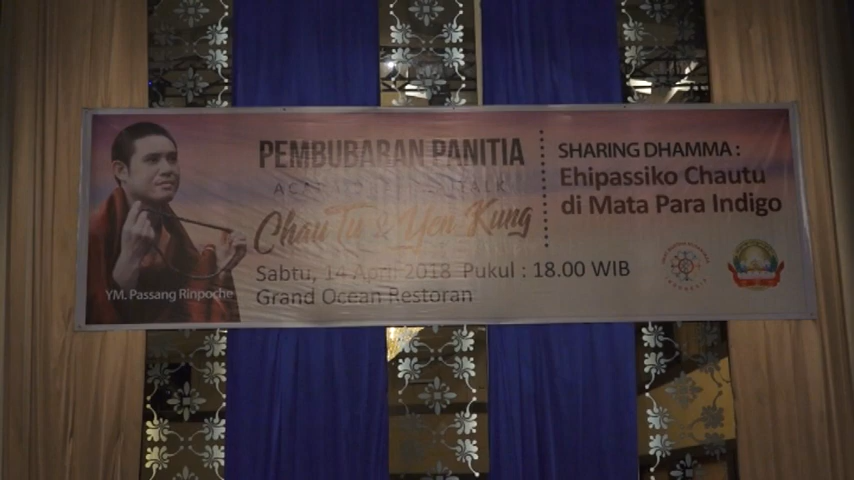 PEMBUBARAN PANITIA
Chau Tu & Yen Kung
Sabtu, 14 April 2018 Pukul : 18.00 WIB
Grand Ocean Restoran
SHARING DHAMMA :
Ehipassiko Chautu
di Mata Para Indigo
YM. Passang Rinpoche